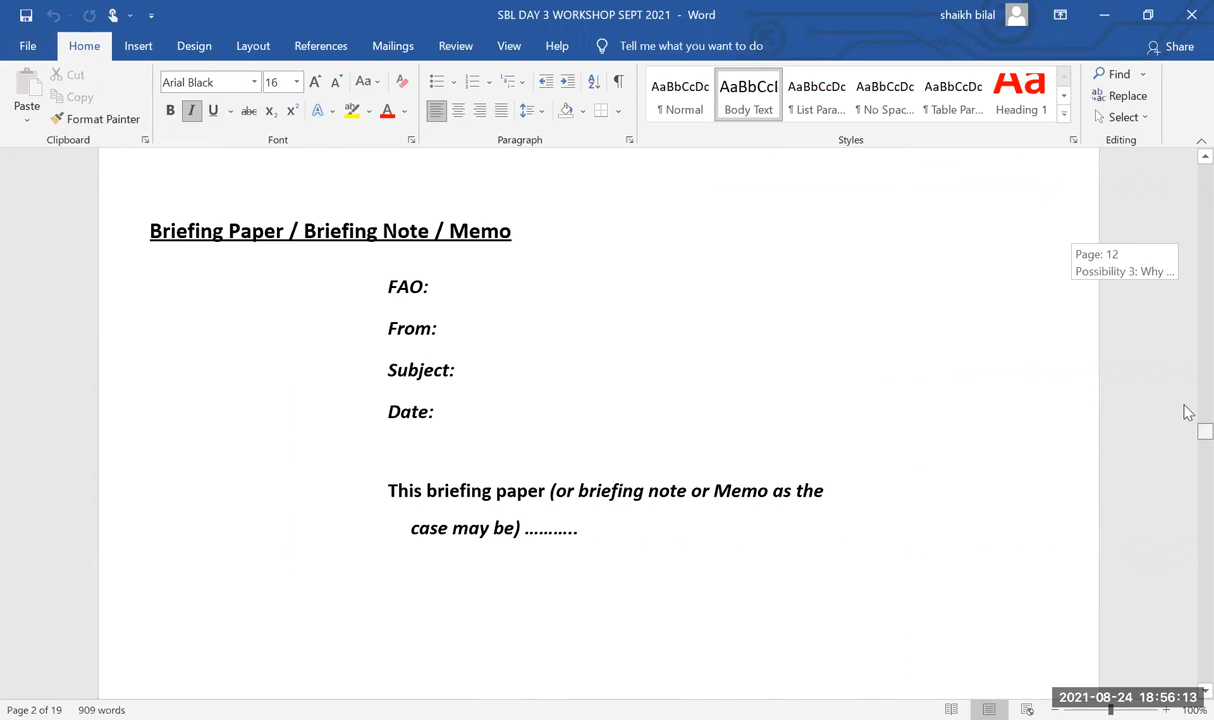 SBL DAY 3 WORKSHOP SEPT 2021 - Word
shaikh bilal
File Home Insert Design Layout References Mailings Review View Help Tell me what you want to do
Share
Paste
Cut
Copy
Format Painter
Clipboard
Arial Black 16
Font
Paragraph
AaBbCcDc AaBbCcI AaBbCcDc AaBbCcDc AaBbCcDc Aa
¶ Normal Body Text ¶ List Para... ¶ No Spac... ¶ Table Par... Heading 1
Styles
Find
Replace
Select
Editing
Briefing Paper / Briefing Note / Memo
FAO:
From:
Subject:
Date:
This briefing paper (or briefing note or Memo as the
case may be) ………..
Page: 12
Possibility 3: Why ...
2021-08-24 18:56:13
Page 2 of 19 909 words
100%